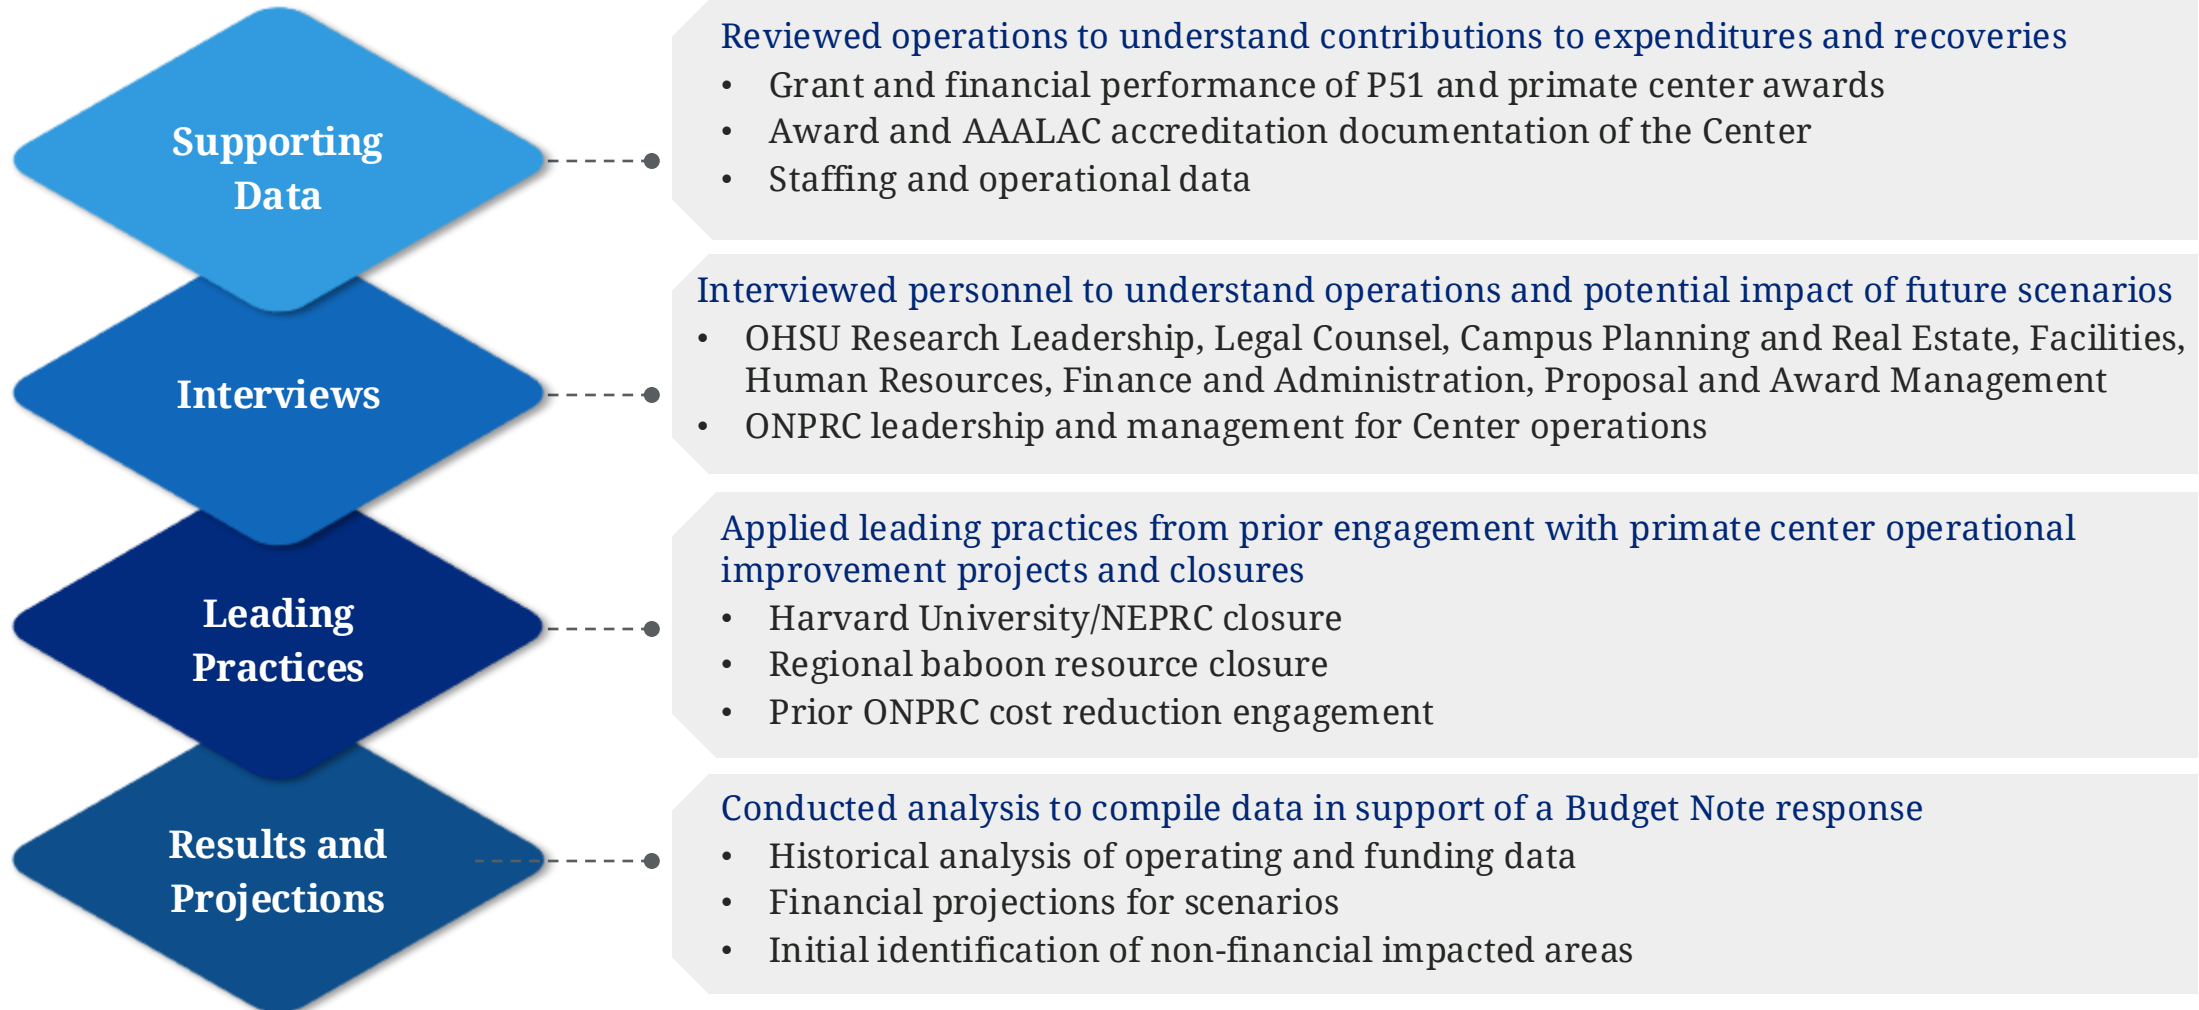 Supporting
Data
Reviewed operations to understand contributions to expenditures and recoveries
• Grant and financial performance of P51 and primate center awards
• Award and AAALAC accreditation documentation of the Center
• Staffing and operational data
Interviews
Interviewed personnel to understand operations and potential impact of future scenarios
• OHSU Research Leadership, Legal Counsel, Campus Planning and Real Estate, Facilities,
Human Resources, Finance and Administration, Proposal and Award Management
• ONPRC leadership and management for Center operations
Leading
Practices
Applied leading practices from prior engagement with primate center operational
improvement projects and closures
• Harvard University/NEPRC closure
• Regional baboon resource closure
• Prior ONPRC cost reduction engagement
Results and
Projections
Conducted analysis to compile data in support of a Budget Note response
• Historical analysis of operating and funding data
• Financial projections for scenarios
• Initial identification of non-financial impacted areas